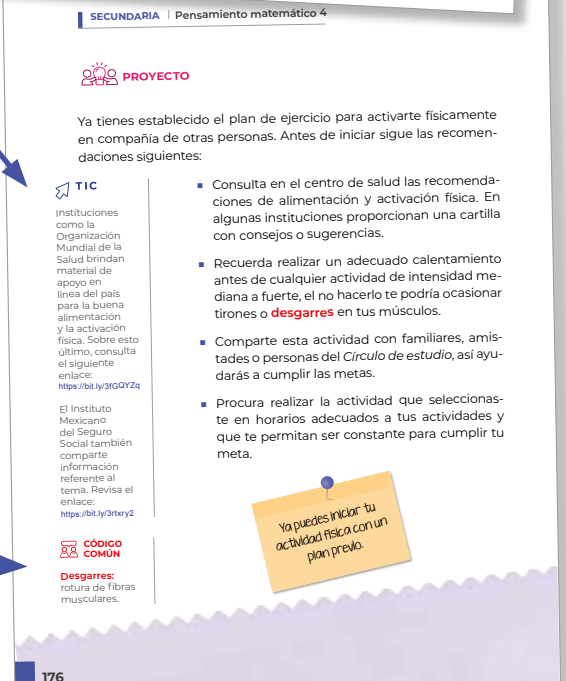 SECUNDARIA | Pensamiento matemático 4
PROYECTO
Ya tienes establecido el plan de ejercicio para activarte físicamente
en compañía de otras personas. Antes de iniciar sigue las recomen-
daciones siguientes:
TIC
Instituciones
como la
Organización
Mundial de la
Salud brindan
material de
apoyo en
línea del país
para la buena
alimentación
y la activación
física. Sobre esto
último, consulta
el siguiente
enlace:
https://bit.ly/3fGQYZq
El Instituto
Mexicano
del Seguro
Social también
comparte
información
referente al
tema. Revisa el
enlace:
https://bit.ly/3rtxry2
CÓDIGO
COMÚN
Desgarres:
rotura de fibras
musculares.
Consulta en el centro de salud las recomenda-
ciones de alimentación y activación física. En
algunas instituciones proporcionan una cartilla
con consejos o sugerencias.
Recuerda realizar un adecuado calentamiento
antes de cualquier actividad de intensidad me-
diana a fuerte, el no hacerlo te podría ocasionar
tirones o desgarres en tus músculos.
Comparte esta actividad con familiares, amis-
tades o personas del Círculo de estudio, así ayu-
darás a cumplir las metas.
Procura realizar la actividad que seleccionas-
te en horarios adecuados a tus actividades y
que te permitan ser constante para cumplir tu
meta.
Ya puedes iniciar tu
actividad física con un
plan previo.
176